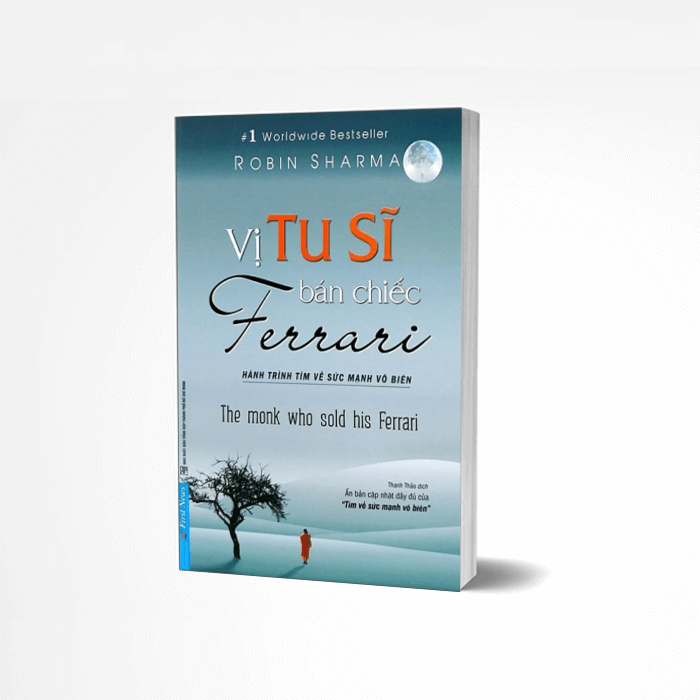 #1 Worldwide Bestseller
ROBIN SHARMA
Vị TU SĨ
bán chiếc
Ferrari
HÀNH TRÌNH TÌM VỀ SỨC MẠNH VÔ BIÊN
The monk who sold his Ferrari
Thanh Thảo dịch
Ấn bản cập nhật đầy đủ của
"Tìm về sức mạnh vô biên"
First News